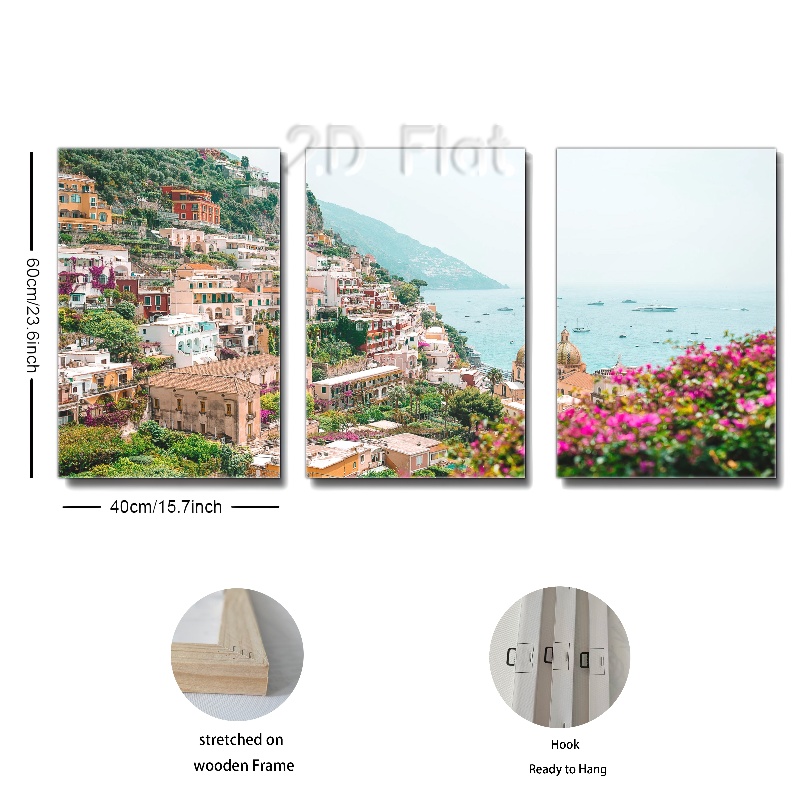 2D Flat
60cm/23.6inch
40cm/15.7inch
stretched on
wooden Frame
Hook
Ready to Hang